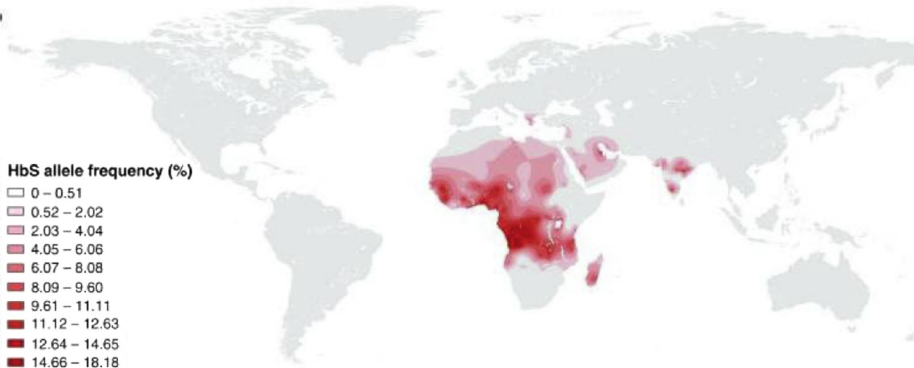 HbS allele frequency (%)
0 – 0.51
0.52 – 2.02
2.03 – 4.04
4.05 – 6.06
6.07 – 8.08
8.09 – 9.60
9.61 – 11.11
11.12 – 12.63
12.64 – 14.65
14.66 – 18.18